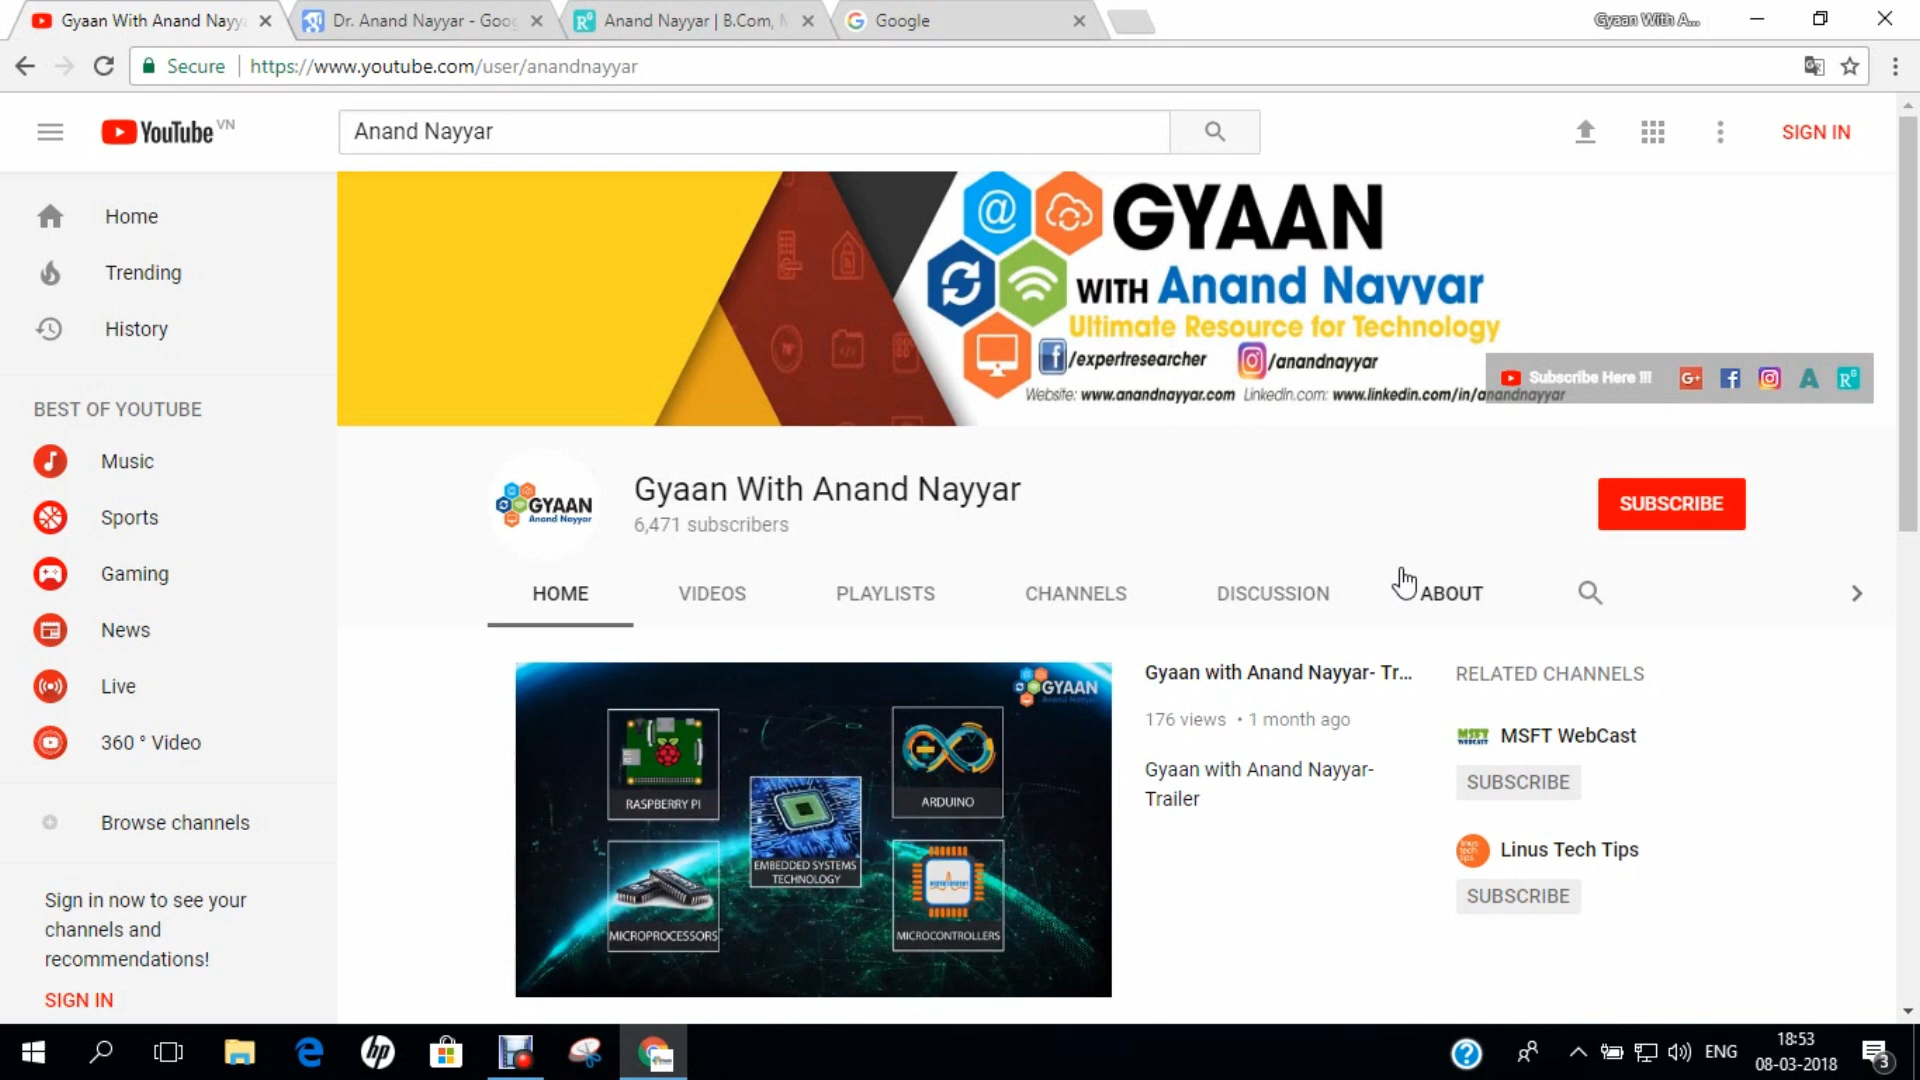 Gyaan With Anand Nayy
Dr. Anand Nayyar - Goo
Anand Nayyar | B.Com, M
Google
Gyaan With A...
Secure
https://www.youtube.com/user/anandnayyar
YouTube VN
Anand Nayyar
SIGN IN
Home
Trending
History
BEST OF YOUTUBE
Music
Sports
Gaming
News
Live
360 ° Video
Browse channels
Sign in now to see your
channels and
recommendations!
SIGN IN
GYAAN
WITH Anand Nayyar
Ultimate Resource for Technology
/expertresearcher
/anandnayyar
Website: www.anandnayyar.com LinkedIn.com: www.linkedin.com/in/anandnayyar
Subscribe Here !!!
GYAAN
Anand Nayyar
Gyaan With Anand Nayyar
6,471 subscribers
SUBSCRIBE
HOME
VIDEOS
PLAYLISTS
CHANNELS
DISCUSSION
ABOUT
GYAAN
Anand Nayyar
RASPBERRY PI
ARDUINO
EMBEDDED SYSTEMS
TECHNOLOGY
MICROPROCESSORS
MICROCONTROLLERS
Gyaan with Anand Nayyar- Tr...
176 views • 1 month ago
Gyaan with Anand Nayyar-
Trailer
RELATED CHANNELS
MSFT WebCast
SUBSCRIBE
Linus Tech Tips
SUBSCRIBE
hp
ENG
18:53
08-03-2018
3